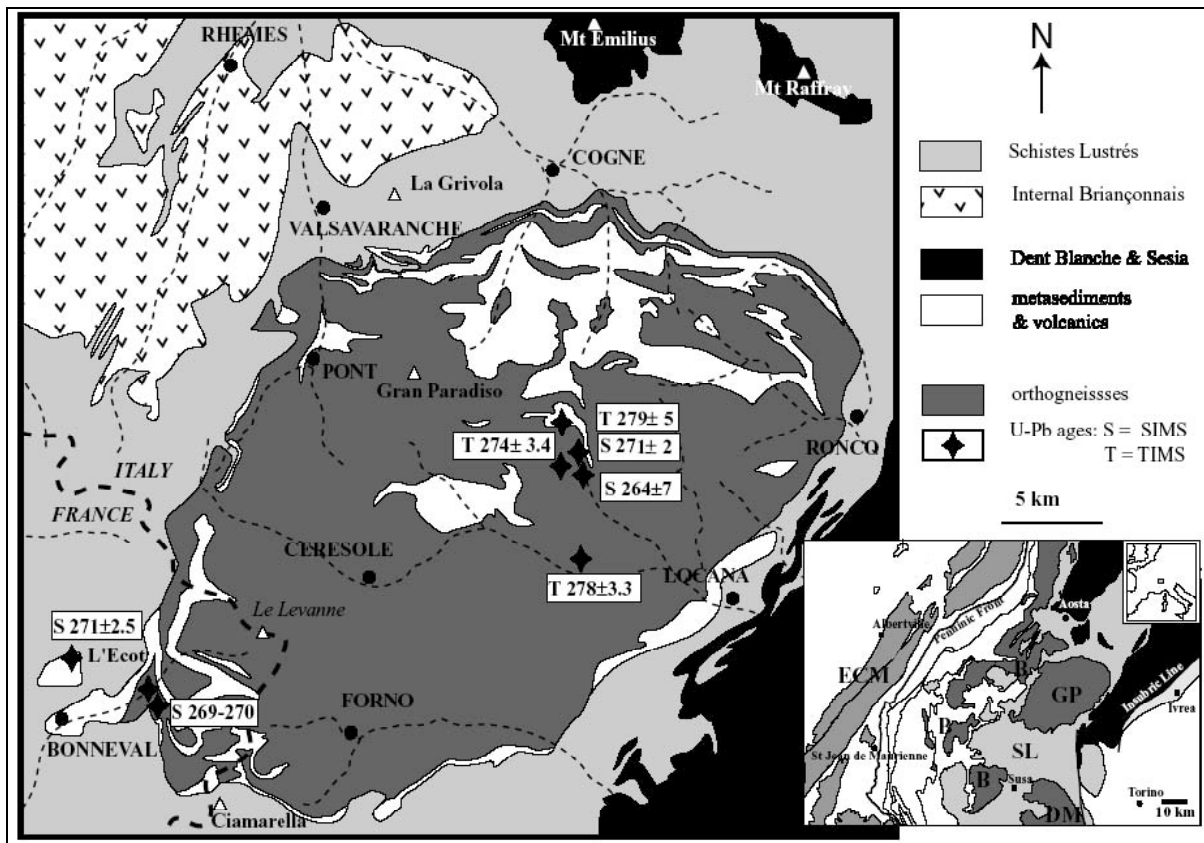 RHEMES
Mt Emilius
Mt Raffray
COGNE
La Grivola
VALSAVARANCHE
PONT
Gran Paradiso
T 279± 5
T 274± 3.4
S 271± 2
S 264±7
RONCQ
ITALY
FRANCE
CERESOLE
T 278±3.3
LOCANA
Le Levanne
S 271±2.5
L'Ecot
S 269-270
FORNO
BONNEVAL
Ciamarella
N
Schistes Lustrés
Internal Briançonnais
Dent Blanche & Sesia
metasediments
& volcanics
orthogneissses
U-Pb ages: S = SIMS
T = TIMS
5 km
Aosta
Albertville
Penninic Front
ECM
B
GP
Insubric Line
Ivrea
B
St Jean de Maurienne
SL
B
Susa
Torino
DM
10 km